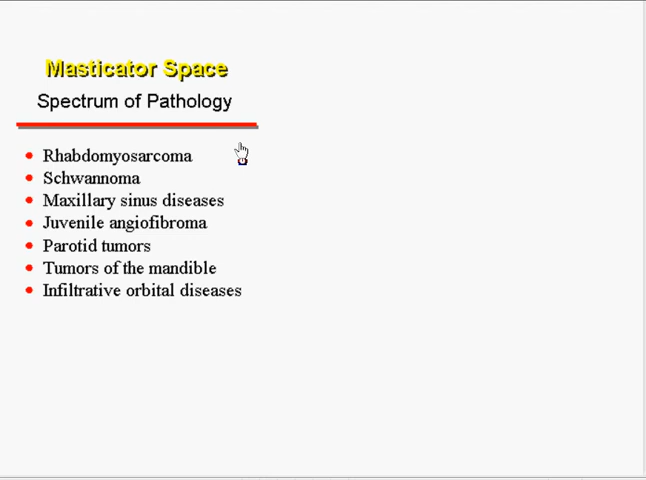 Masticator Space
Spectrum of Pathology
Rhabdomyosarcoma
Schwannoma
Maxillary sinus diseases
Juvenile angiofibroma
Parotid tumors
Tumors of the mandible
Infiltrative orbital diseases